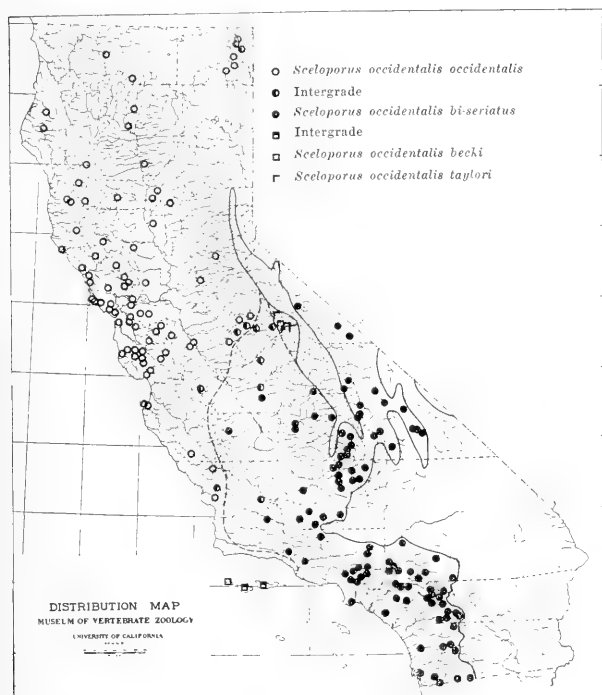 Sceloporus occidentalis occidentalis
Intergrade
Sceloporus occidentalis bi-seriatus
Intergrade
Sceloporus occidentalis becki
Sceloporus occidentalis taylori
DISTRIBUTION MAP
MUSEUM OF VERTEBRATE ZOOLOGY
UNIVERSITY OF CALIFORNIA